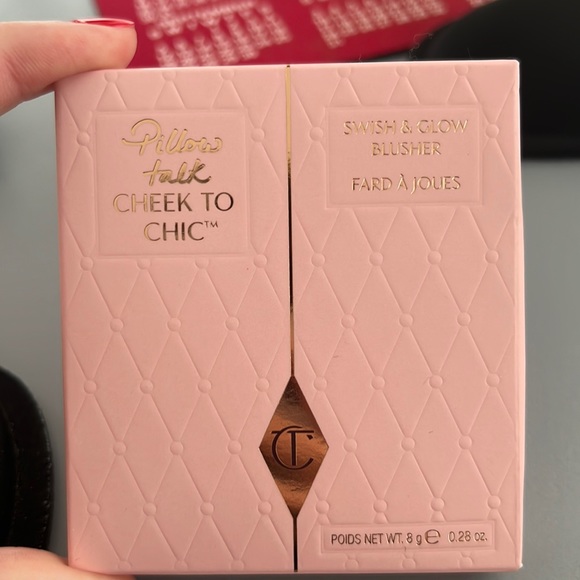 Pillow
talk
CHEEK TO
CHIC™
SWISH & GLOW
BLUSHER
FARD À JOUES
CT
POIDS NET WT. 8 g ℮ 0.28 oz.